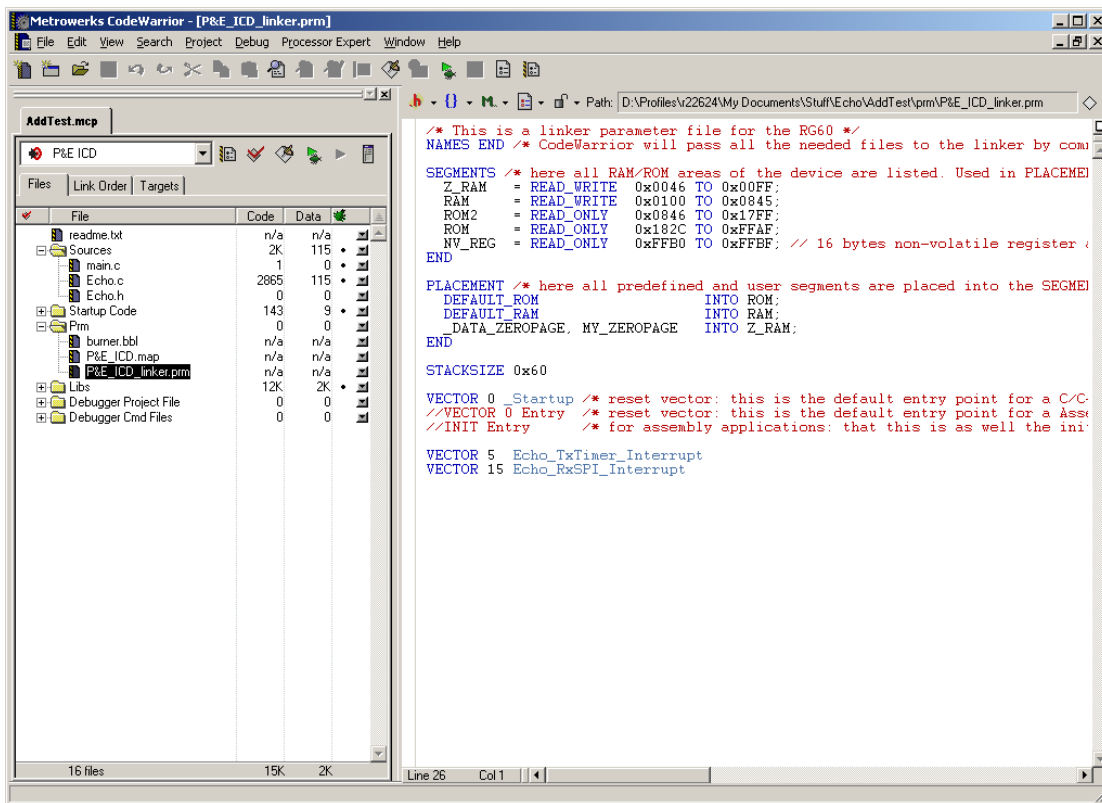 Metrowerks CodeWarrior - [P&E_ICD_linker.prm]
File Edit View Search Project Debug Processor Expert Window Help
AddTest.mcp
P&E ICD
Files Link Order Targets
File Code Data
readme.txt n/a n/a
Sources 2K 115
main.c 1 0
Echo.c 2865 115
Echo.h 0 0
Startup Code 143 9
Prm 0 0
burner.bbl n/a n/a
P&E_ICD.map n/a n/a
P&E_ICD_linker.prm n/a n/a
Libs 12K 2K
Debugger Project File 0 0
Debugger Cmd Files 0 0
16 files 15K 2K
.h {} M. Path: D:\Profiles\r22624\My Documents\Stuff\Echo\AddTest\prm\P&E_ICD_linker.prm
/* This is a linker parameter file for the RG60 */
NAMES END /* CodeWarrior will pass all the needed files to the linker by com
SEGMENTS /* here all RAM/ROM areas of the device are listed. Used in PLACEME
Z_RAM = READ_WRITE 0x0046 TO 0x00FF;
RAM = READ_WRITE 0x0100 TO 0x0845;
ROM2 = READ_ONLY 0x0846 TO 0x17FF;
ROM = READ_ONLY 0x182C TO 0xFFAF;
NV_REG = READ_ONLY 0xFFB0 TO 0xFFBF; // 16 bytes non-volatile register
END
PLACEMENT /* here all predefined and user segments are placed into the SEGME
DEFAULT_ROM INTO ROM;
DEFAULT_RAM INTO RAM;
_DATA_ZEROPAGE, MY_ZEROPAGE INTO Z_RAM;
END
STACKSIZE 0x60
VECTOR 0 _Startup /* reset vector: this is the default entry point for a C/C
//VECTOR 0 Entry /* reset vector: this is the default entry point for a Asse
//INIT Entry /* for assembly applications: that this is as well the ini
VECTOR 5 Echo_TxTimer_Interrupt
VECTOR 15 Echo_RxSPI_Interrupt
Line 26 Col 1